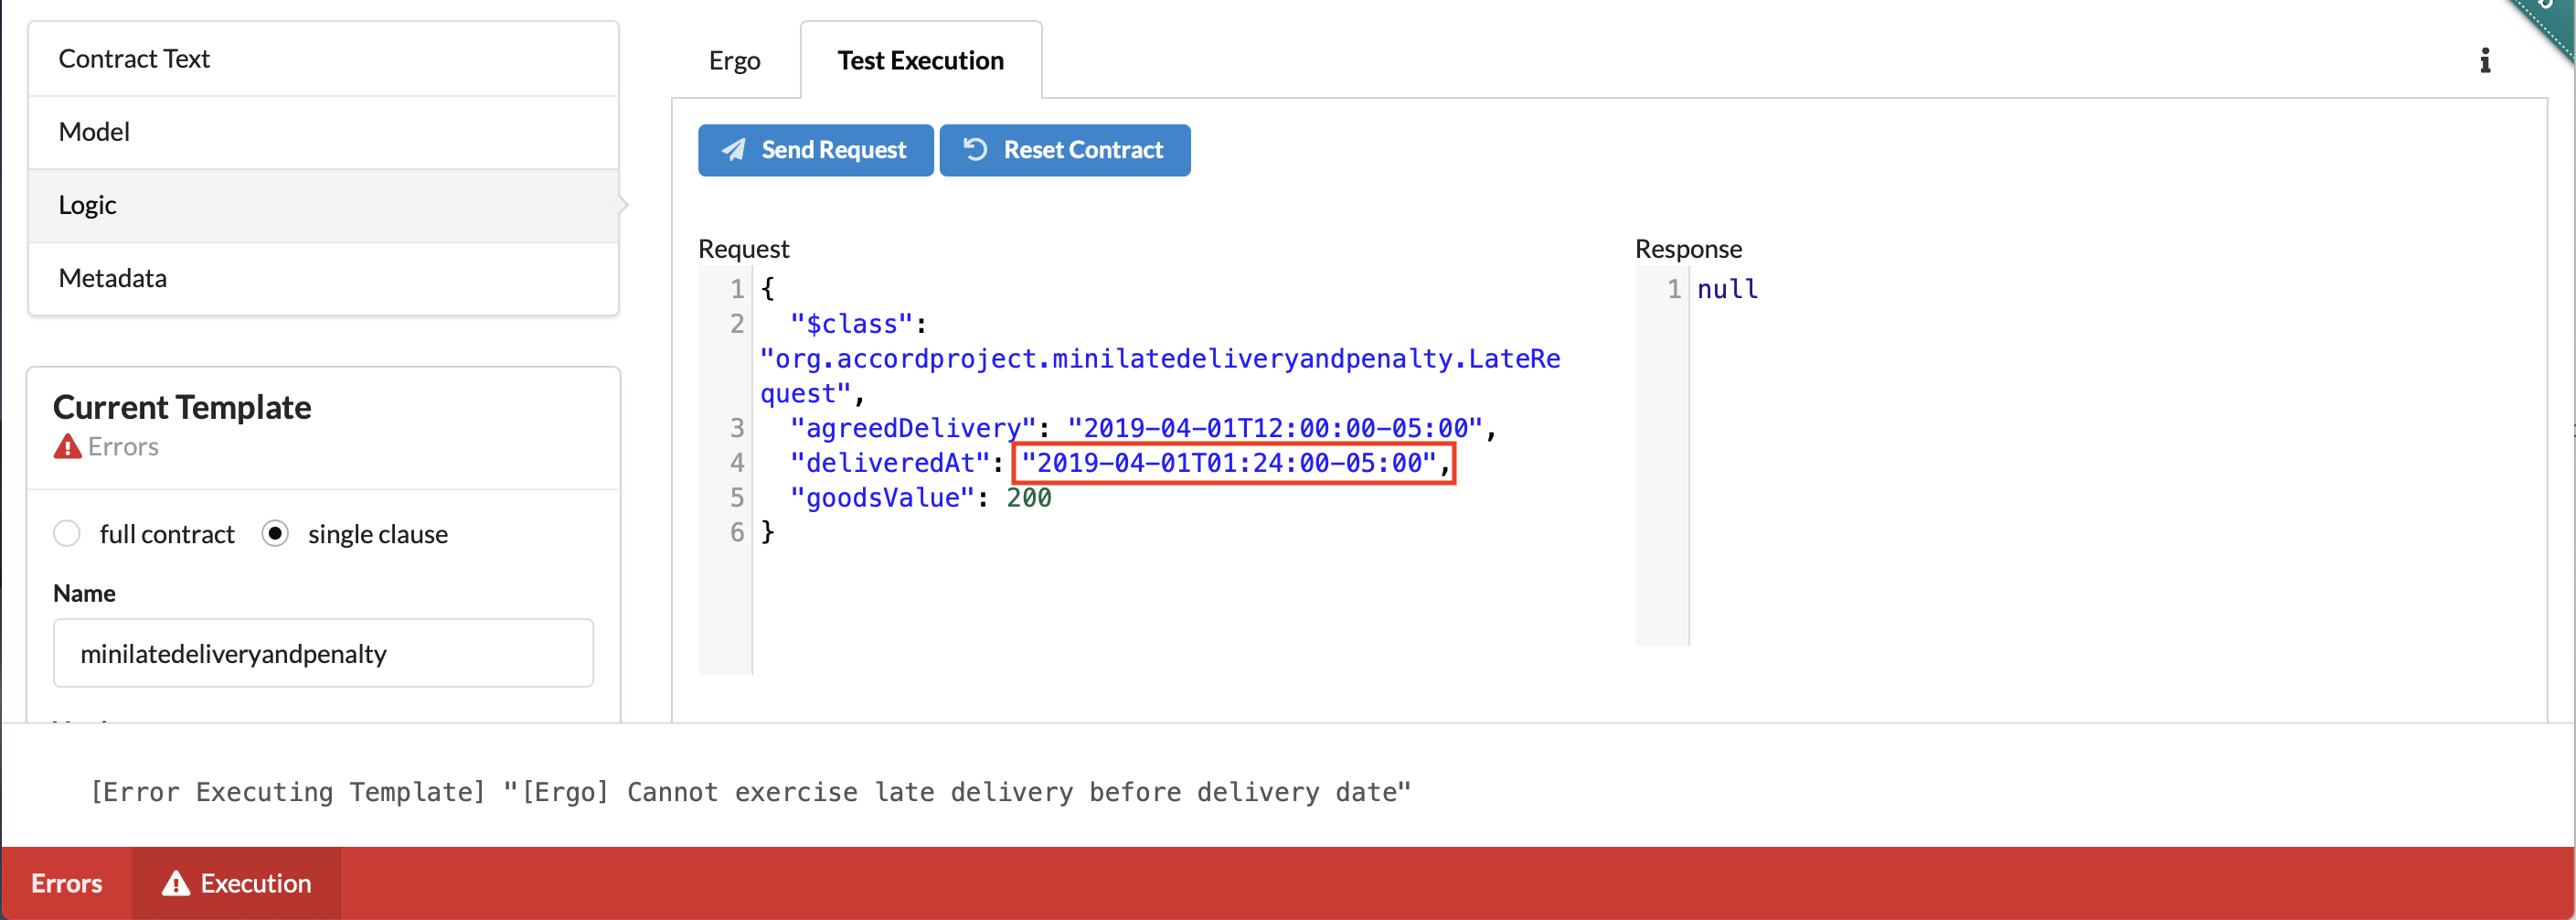 Contract Text
Model
Logic
Metadata
Current Template
Errors
full contract
single clause
Name
minilatedeliveryandpenalty
Ergo
Test Execution
Send Request
Reset Contract
Request
1 {
2 "$class":
"org.accordproject.minilatedeliveryandpenalty.LateRe
quest",
3 "agreedDelivery": "2019-04-01T12:00:00-05:00",
4 "deliveredAt": "2019-04-01T01:24:00-05:00",
5 "goodsValue": 200
6 }
Response
1 null
[Error Executing Template] "[Ergo] Cannot exercise late delivery before delivery date"
Errors
Execution